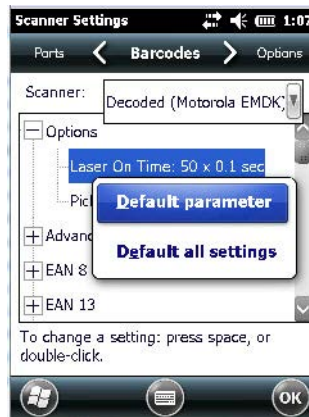 Scanner Settings 1:07
Ports Barcodes Options
Scanner: Decoded (Motorola EMDK)
Options
Laser On Time: 50 x 0.1 sec
Default parameter
Default all settings
EAN 8
EAN 13
To change a setting: press space, or
double-click.
OK